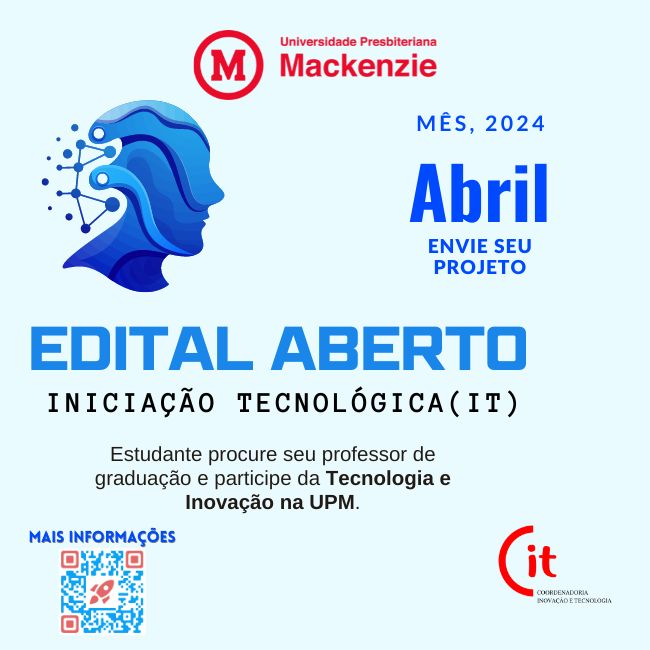 M
Universidade Presbiteriana
Mackenzie
MÊS, 2024
Abril
ENVIE SEU
PROJETO
EDITAL ABERTO
INICIAÇÃO TECNOLÓGICA(IT)
Estudante procure seu professor de
graduação e participe da Tecnologia e
Inovação na UPM.
MAIS INFORMAÇÕES
Cit
COORDENADORIA
INOVAÇÃO E TECNOLOGIA